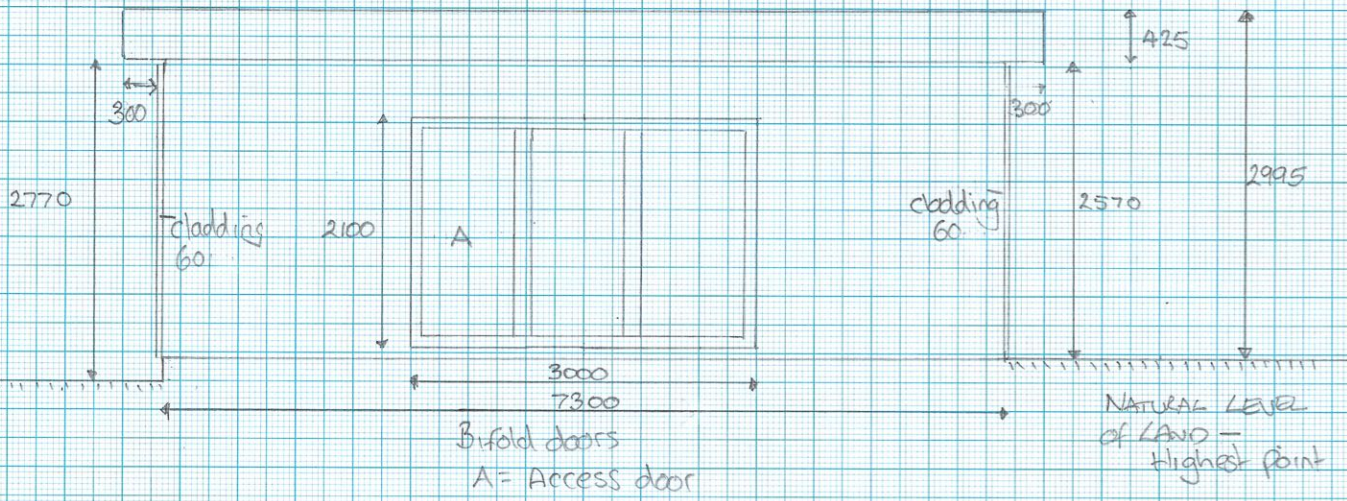 425
300
300
2995
2770
cladding
60
2100
A
cladding
60
2570
3000
7300
NATURAL LEVEL
OF LAND –
Highest point
Bifold doors
A = Access door